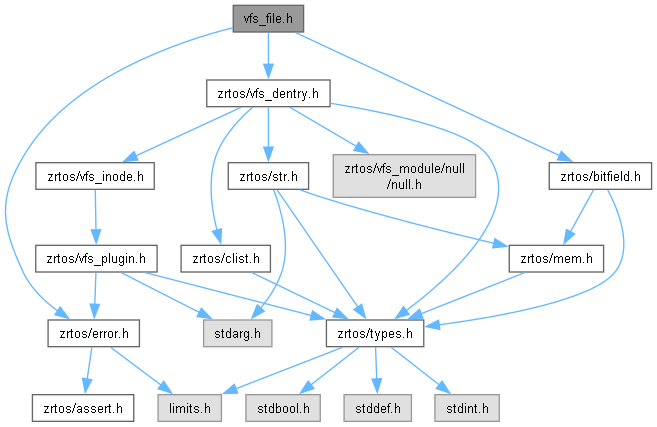 vfs_file.h
zrtos/vfs_dentry.h
zrtos/vfs_inode.h
zrtos/str.h
zrtos/vfs_module/null
/null.h
zrtos/bitfield.h
zrtos/vfs_plugin.h
zrtos/clist.h
zrtos/mem.h
zrtos/error.h
stdarg.h
zrtos/types.h
zrtos/assert.h
limits.h
stdbool.h
stddef.h
stdint.h